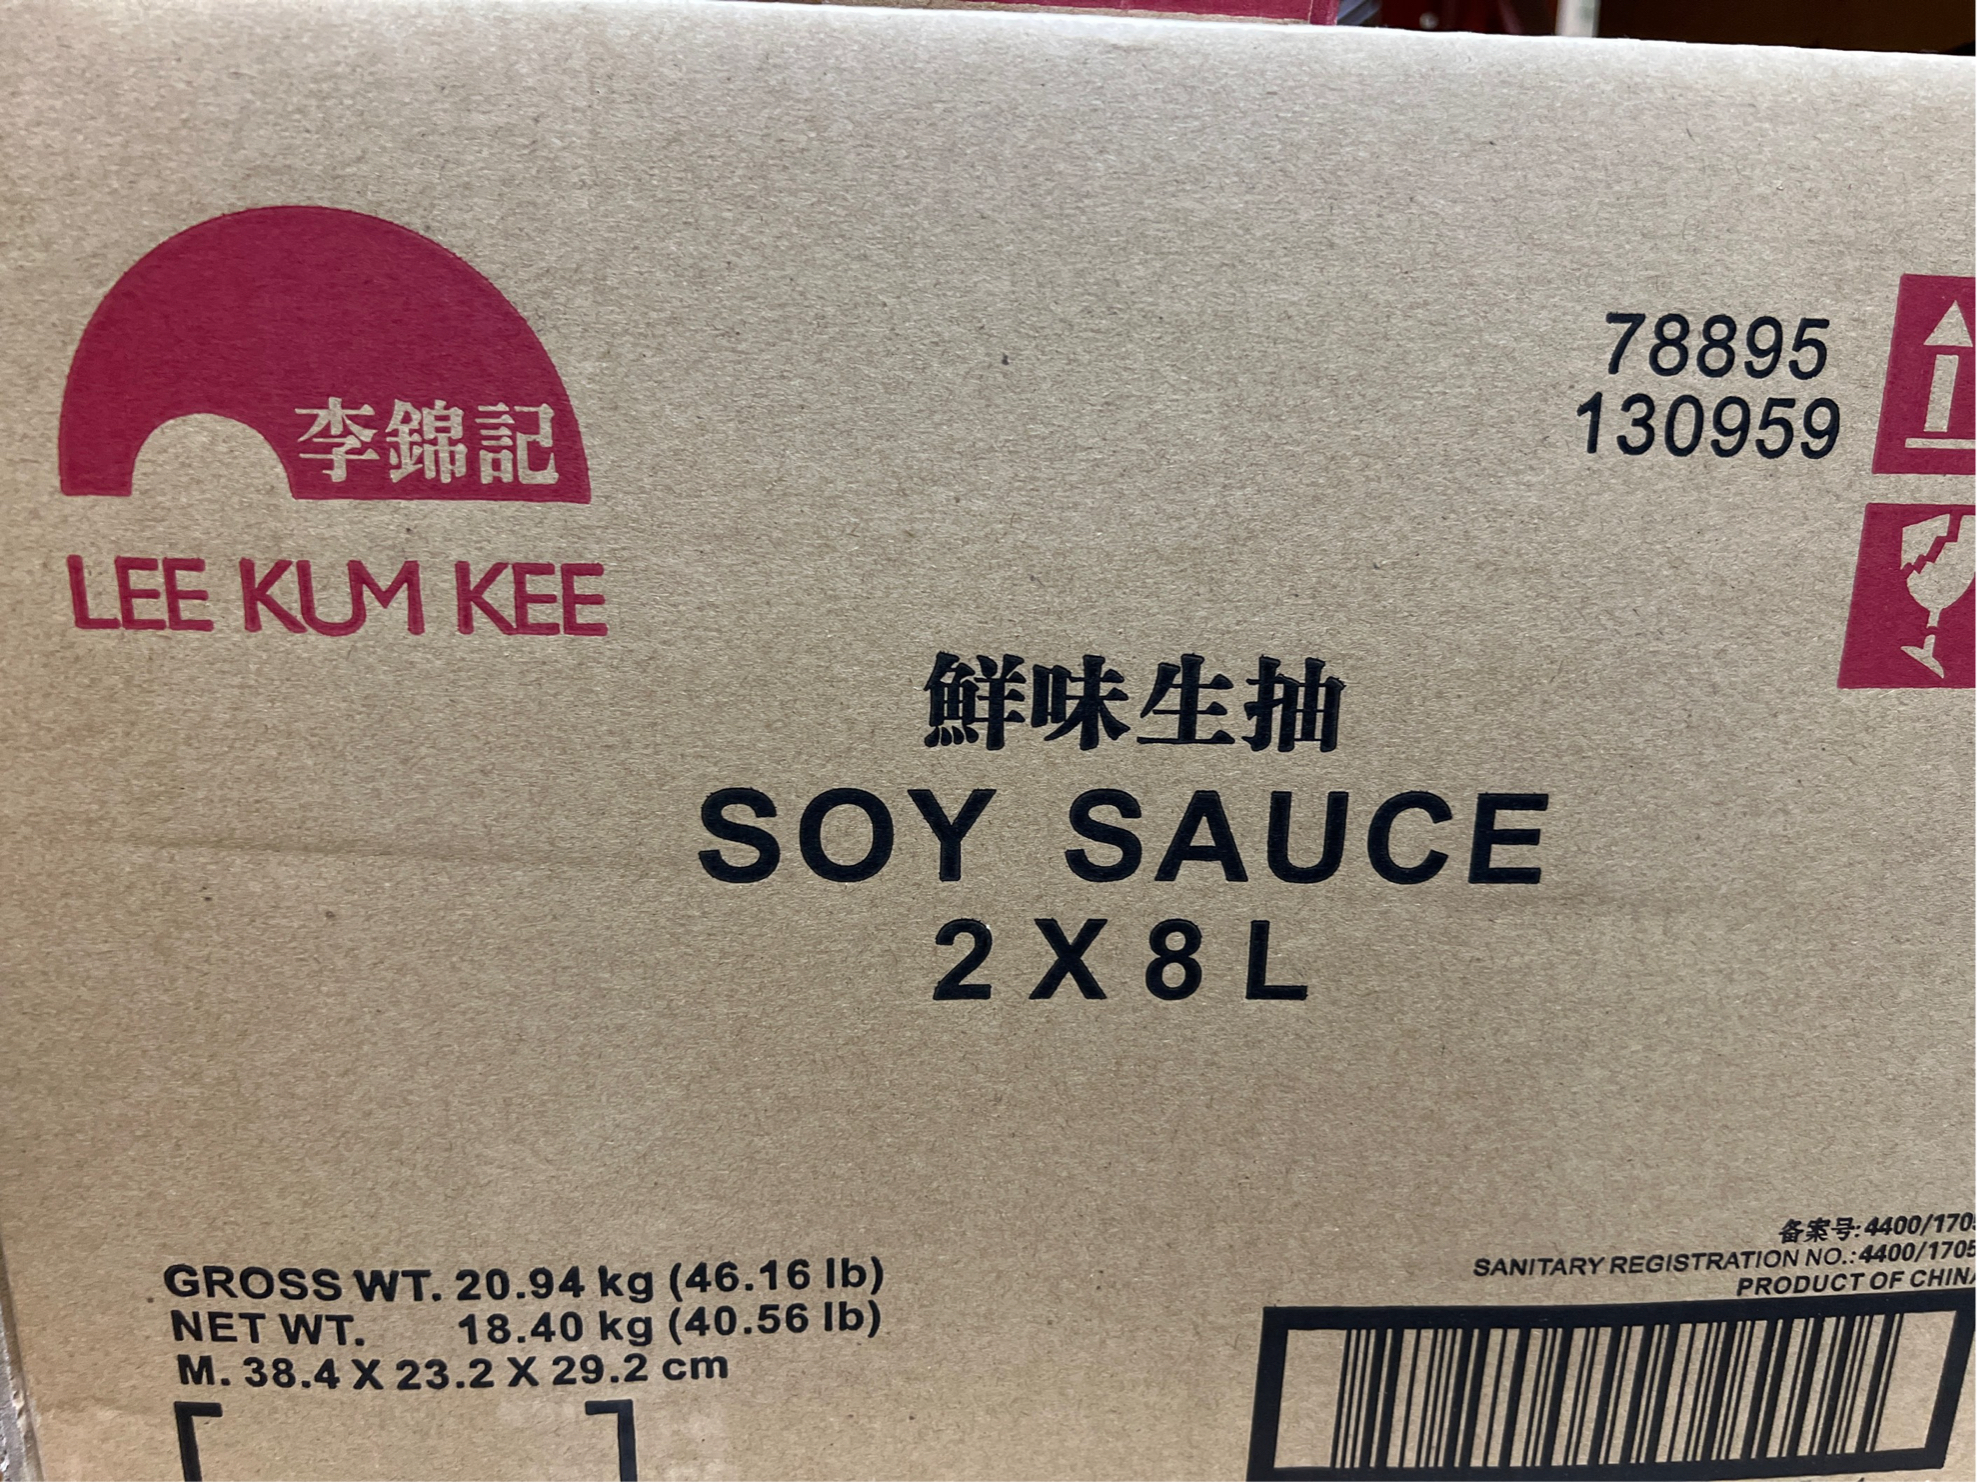 李錦記
LEE KUM KEE
78895
130959
鮮味生抽
SOY SAUCE
2 X 8 L
备案号:4400/170
SANITARY REGISTRATION NO.:4400/1705
PRODUCT OF CHINA
GROSS WT. 20.94 kg (46.16 lb)
NET WT. 18.40 kg (40.56 lb)
M. 38.4 X 23.2 X 29.2 cm